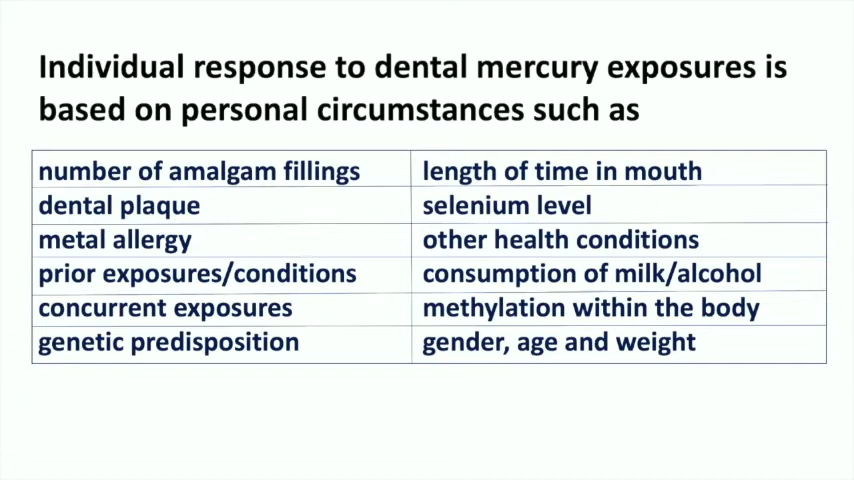 Individual response to dental mercury exposures is
based on personal circumstances such as
number of amalgam fillings length of time in mouth
dental plaque selenium level
metal allergy other health conditions
prior exposures/conditions consumption of milk/alcohol
concurrent exposures methylation within the body
genetic predisposition gender, age and weight